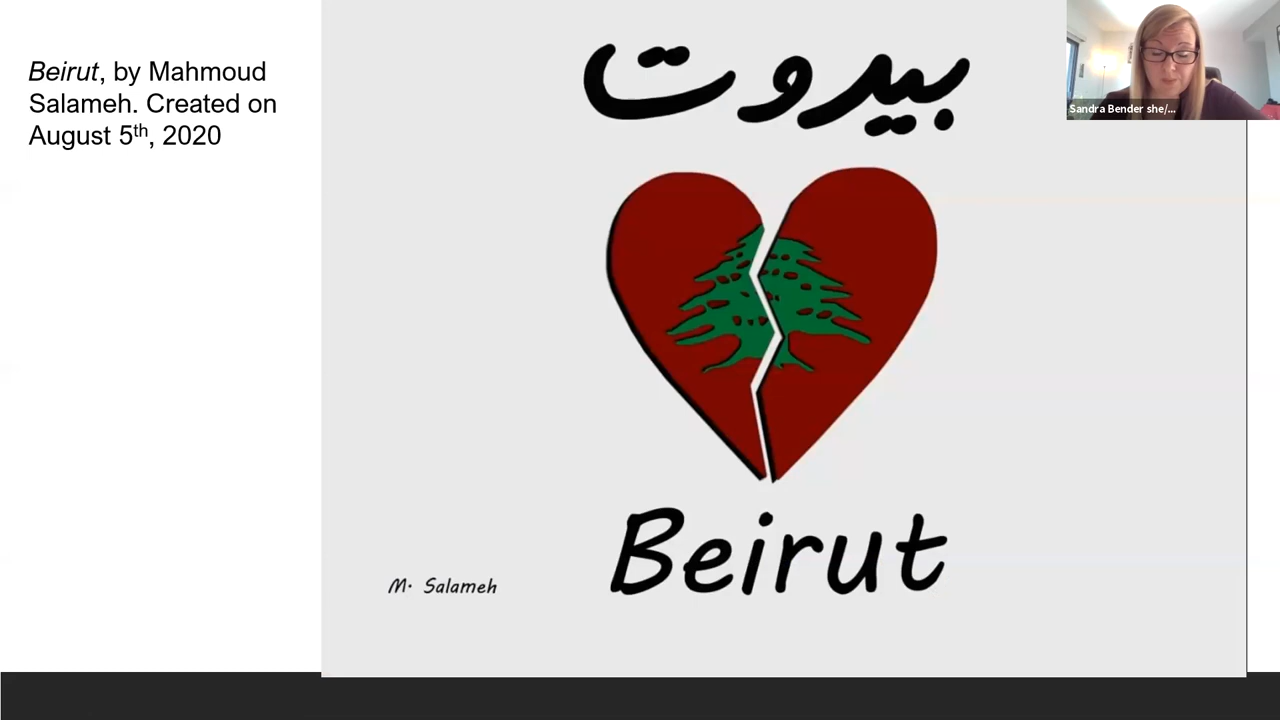 Beirut, by Mahmoud
Salameh. Created on
August 5th, 2020
بيروت
Beirut
M. Salameh
Sandra Bender she/...